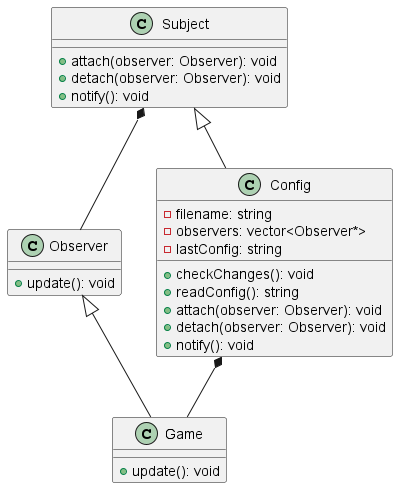 C Subject
attach(observer: Observer): void
detach(observer: Observer): void
notify(): void
C Config
filename: string
observers: vector<Observer*>
lastConfig: string
checkChanges(): void
readConfig(): string
attach(observer: Observer): void
detach(observer: Observer): void
notify(): void
C Observer
update(): void
C Game
update(): void